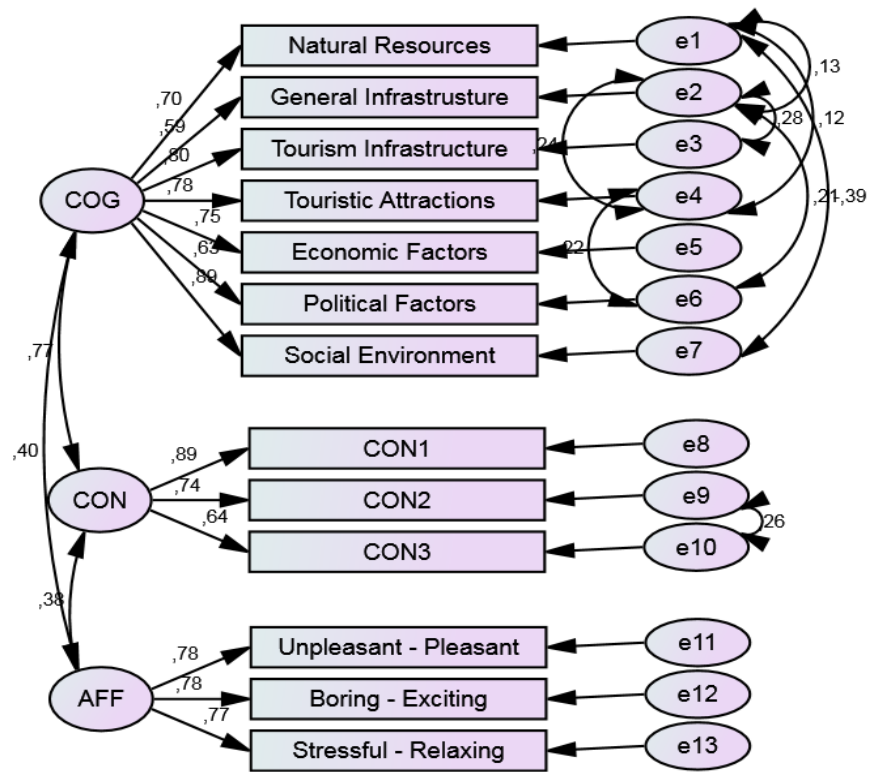 Natural Resources
e1
,13
,70
General Infrastrusture
e2
,59
,28
,12
,80
Tourism Infrastructure
,24
e3
COG
,78
Touristic Attractions
e4
,21
-,39
,75
Economic Factors
,22
e5
,63
Political Factors
e6
,89
Social Environment
e7
,77
,40
CON
,89
CON1
e8
,74
CON2
e9
,26
,64
CON3
e10
,38
AFF
,78
Unpleasant - Pleasant
e11
,78
Boring - Exciting
e12
,77
Stressful - Relaxing
e13